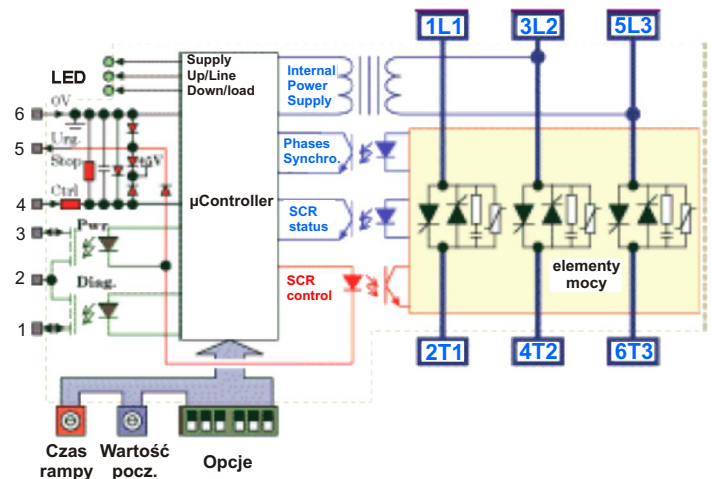 1L1
3L2
5L3
LED
Supply
Up/Line
Down/load
Internal
Power
Supply
6
0V
5
Urg.
Stop
+5V
Phases
Synchro.
4
Ctrl
µController
SCR
status
3
Pwr
2
SCR
control
elementy
mocy
Diag.
1
2T1
4T2
6T3
Czas
rampy
Wartość
pocz.
Opcje